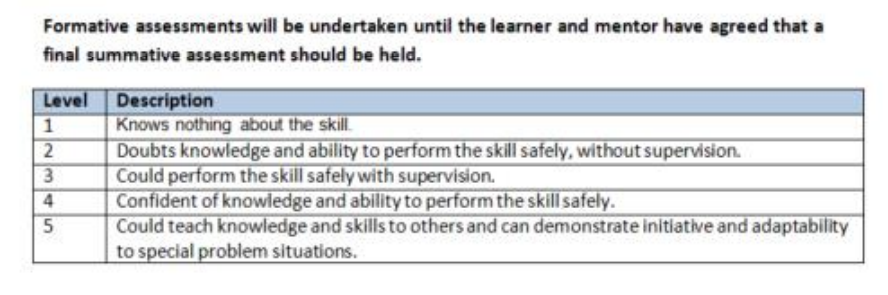 Formative assessments will be undertaken until the learner and mentor have agreed that a
final summative assessment should be held.
Level Description
1 Knows nothing about the skill.
2 Doubts knowledge and ability to perform the skill safely, without supervision.
3 Could perform the skill safely with supervision.
4 Confident of knowledge and ability to perform the skill safely.
5 Could teach knowledge and skills to others and can demonstrate initiative and adaptability
to special problem situations.